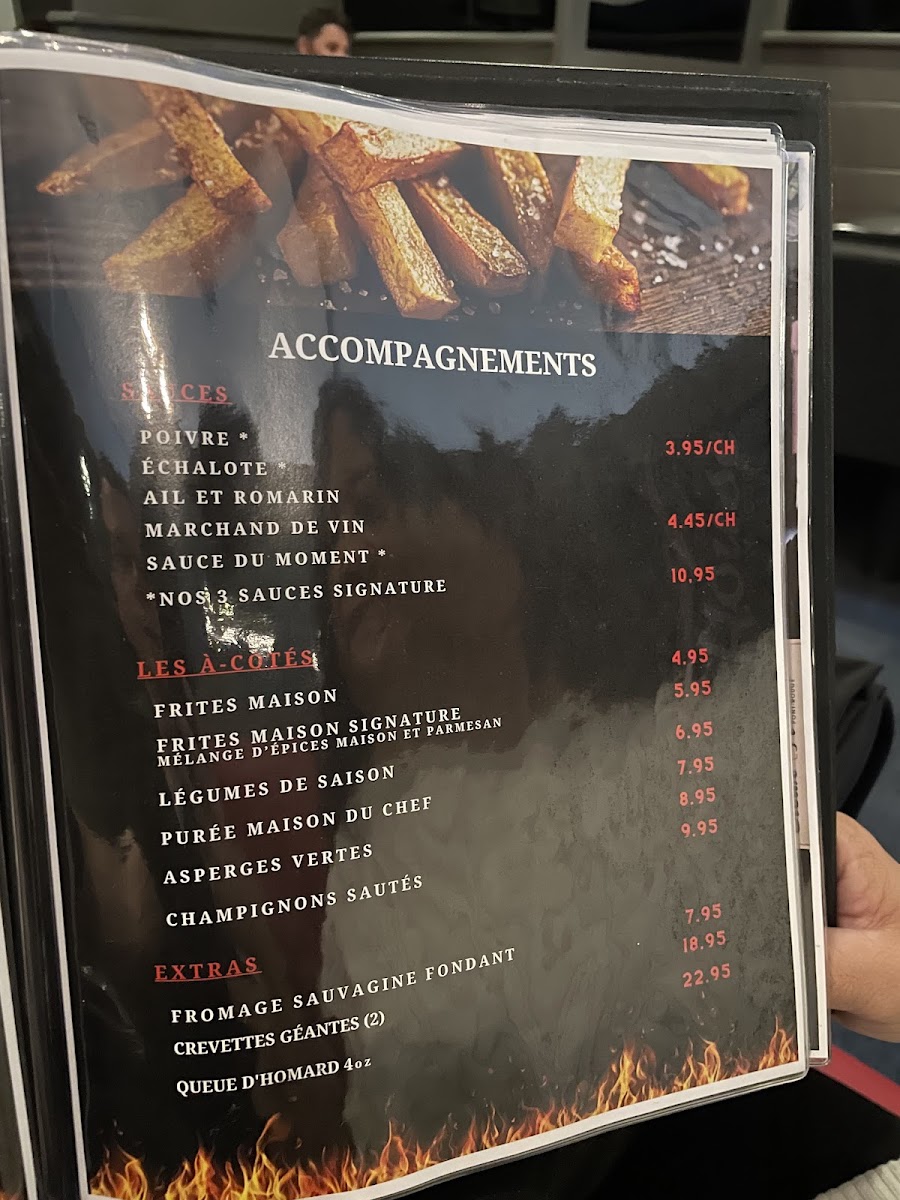 ACCOMPAGNEMENTS
SAUCES
POIVRE *
ÉCHALOTE *
3.95/CH
AIL ET ROMARIN
MARCHAND DE VIN
4.45/CH
SAUCE DU MOMENT *
*NOS 3 SAUCES SIGNATURE
10,95
LES À-COTÉS
FRITES MAISON
4.95
FRITES MAISON SIGNATURE
5.95
MÉLANGE D'ÉPICES MAISON ET PARMESAN
LÉGUMES DE SAISON
6.95
PURÉE MAISON DU CHEF
7.95
ASPERGES VERTES
8.95
CHAMPIGNONS SAUTÉS
9.95
EXTRAS
FROMAGE SAUVAGINE FONDANT
7.95
CREVETTES GÉANTES (2)
18.95
QUEUE D'HOMARD 4oz
22.95